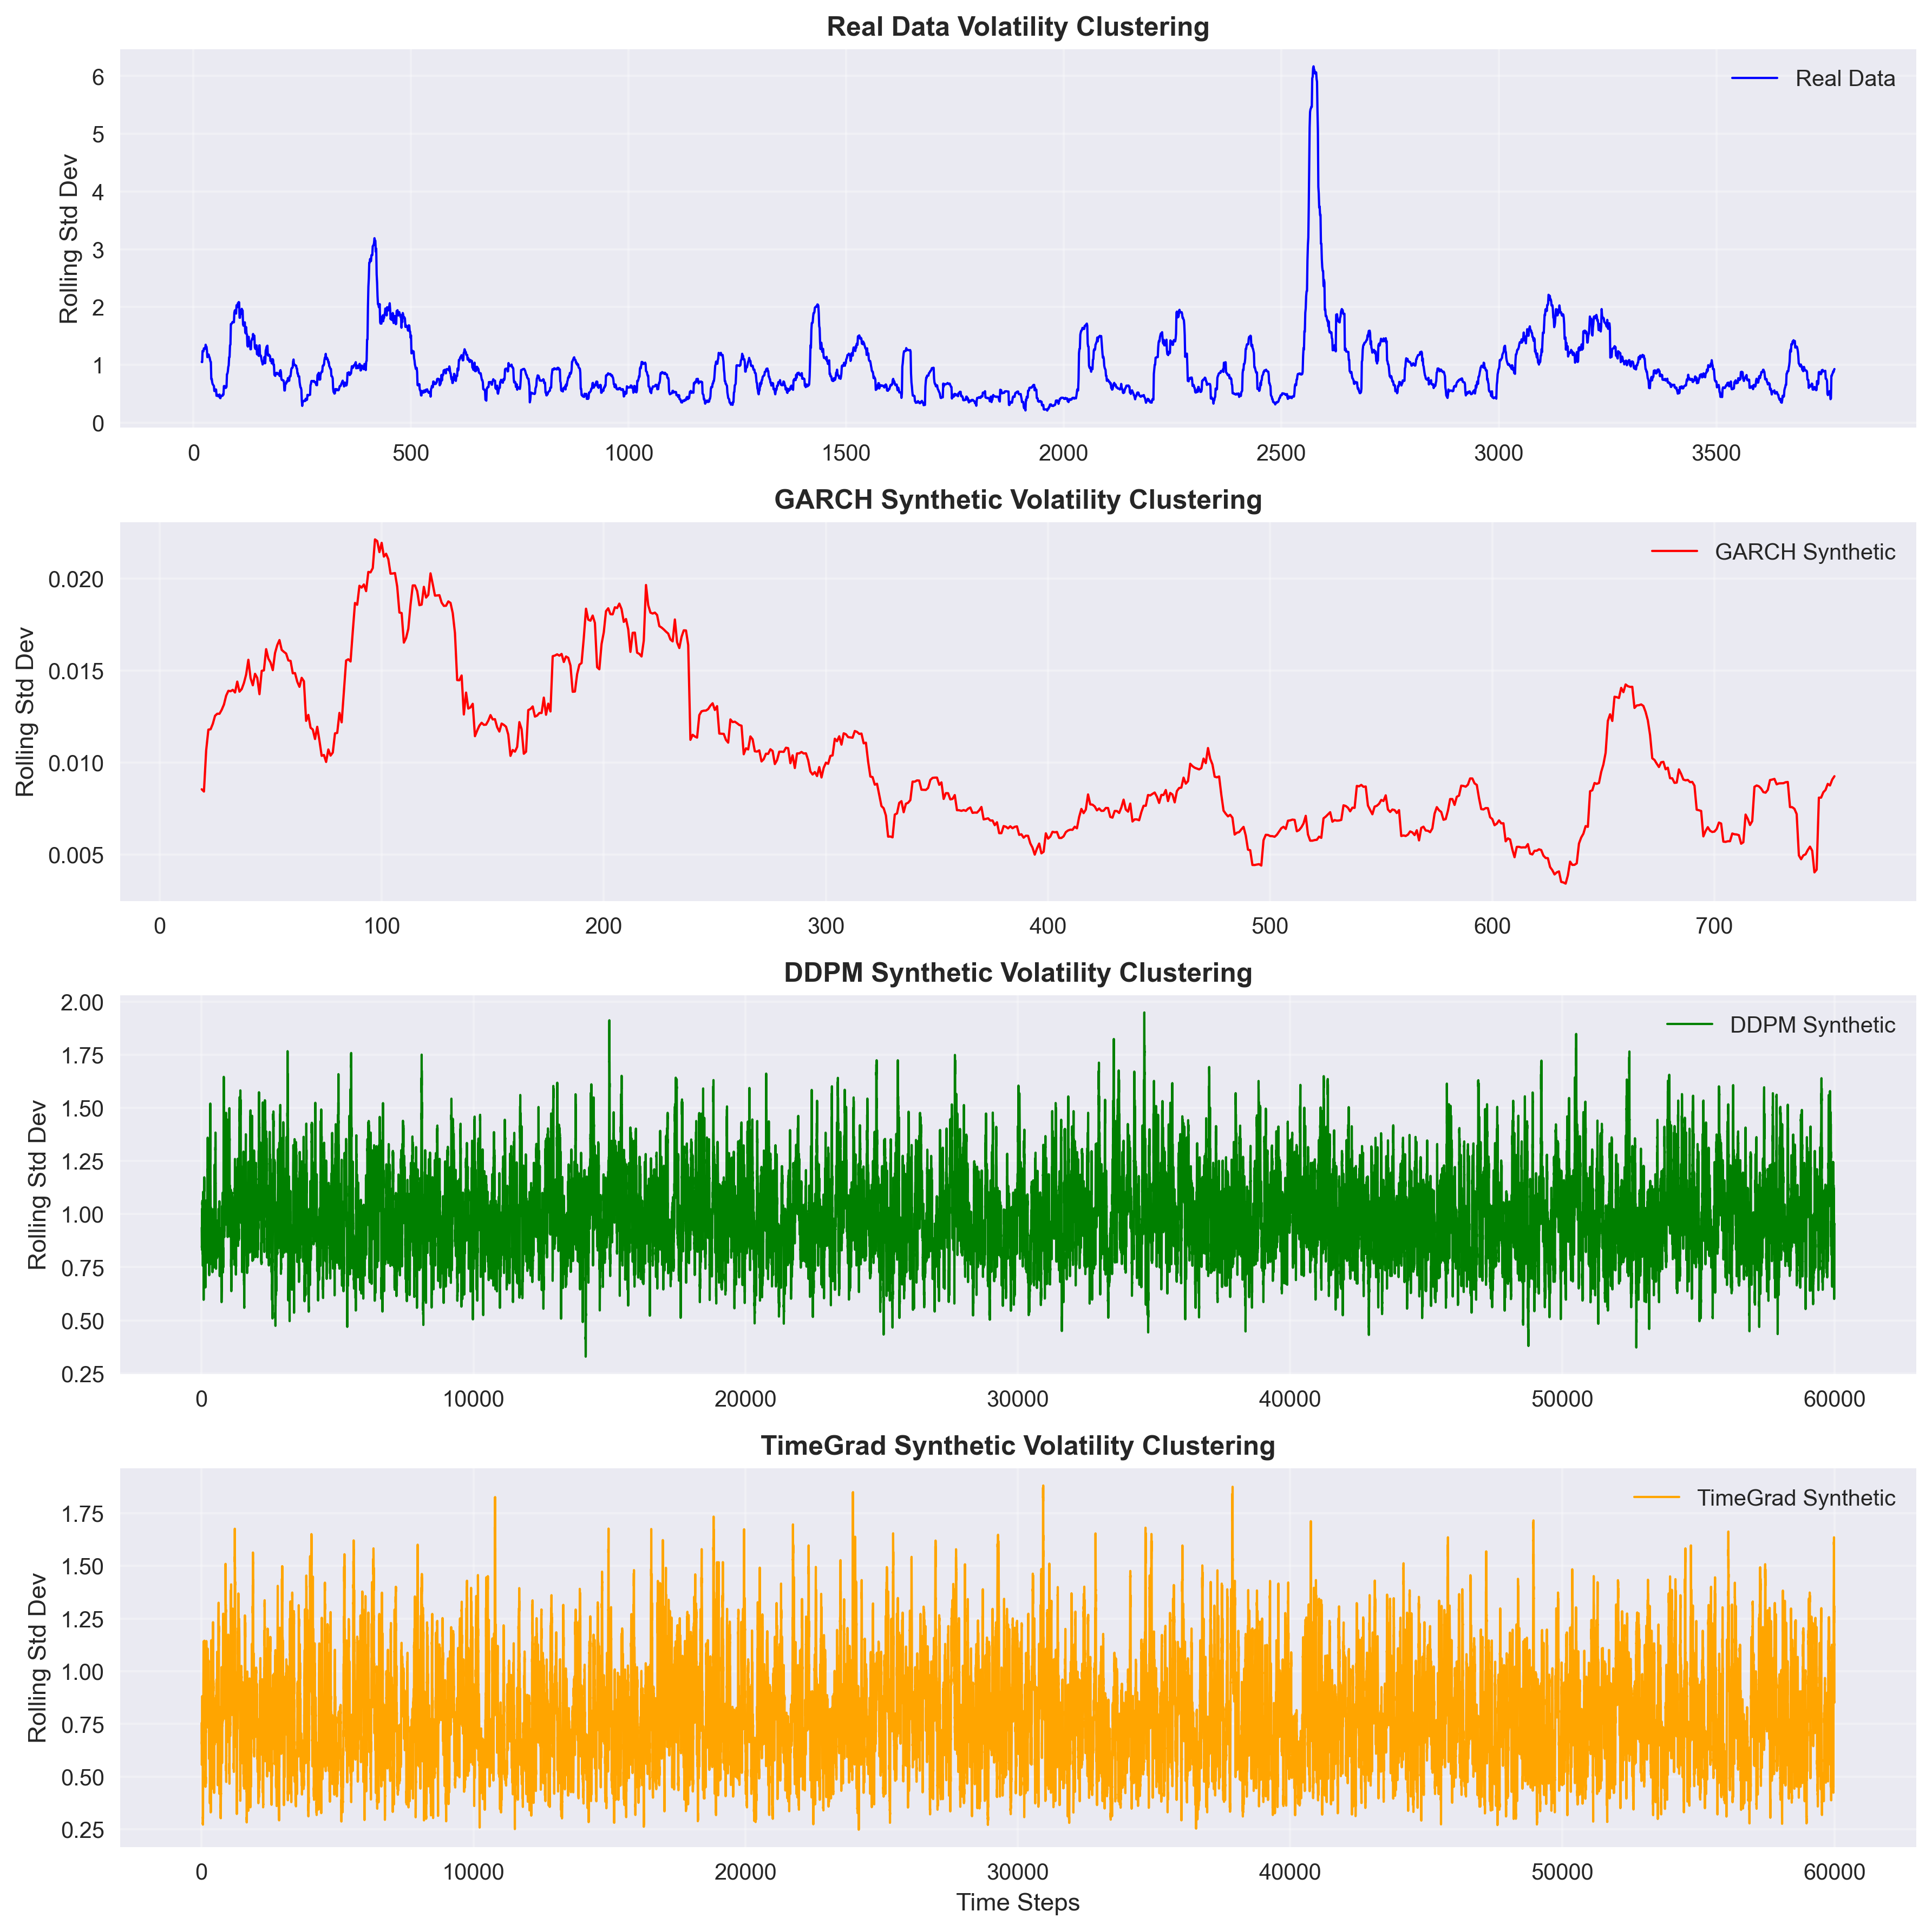 Real Data Volatility Clustering
Real Data
Rolling Std Dev
6
5
4
3
2
1
0
0 500 1000 1500 2000 2500 3000 3500
GARCH Synthetic Volatility Clustering
GARCH Synthetic
Rolling Std Dev
0.020
0.015
0.010
0.005
0 100 200 300 400 500 600 700
DDPM Synthetic Volatility Clustering
DDPM Synthetic
Rolling Std Dev
2.00
1.75
1.50
1.25
1.00
0.75
0.50
0.25
0 10000 20000 30000 40000 50000 60000
TimeGrad Synthetic Volatility Clustering
TimeGrad Synthetic
Rolling Std Dev
1.75
1.50
1.25
1.00
0.75
0.50
0.25
0 10000 20000 30000 40000 50000 60000
Time Steps